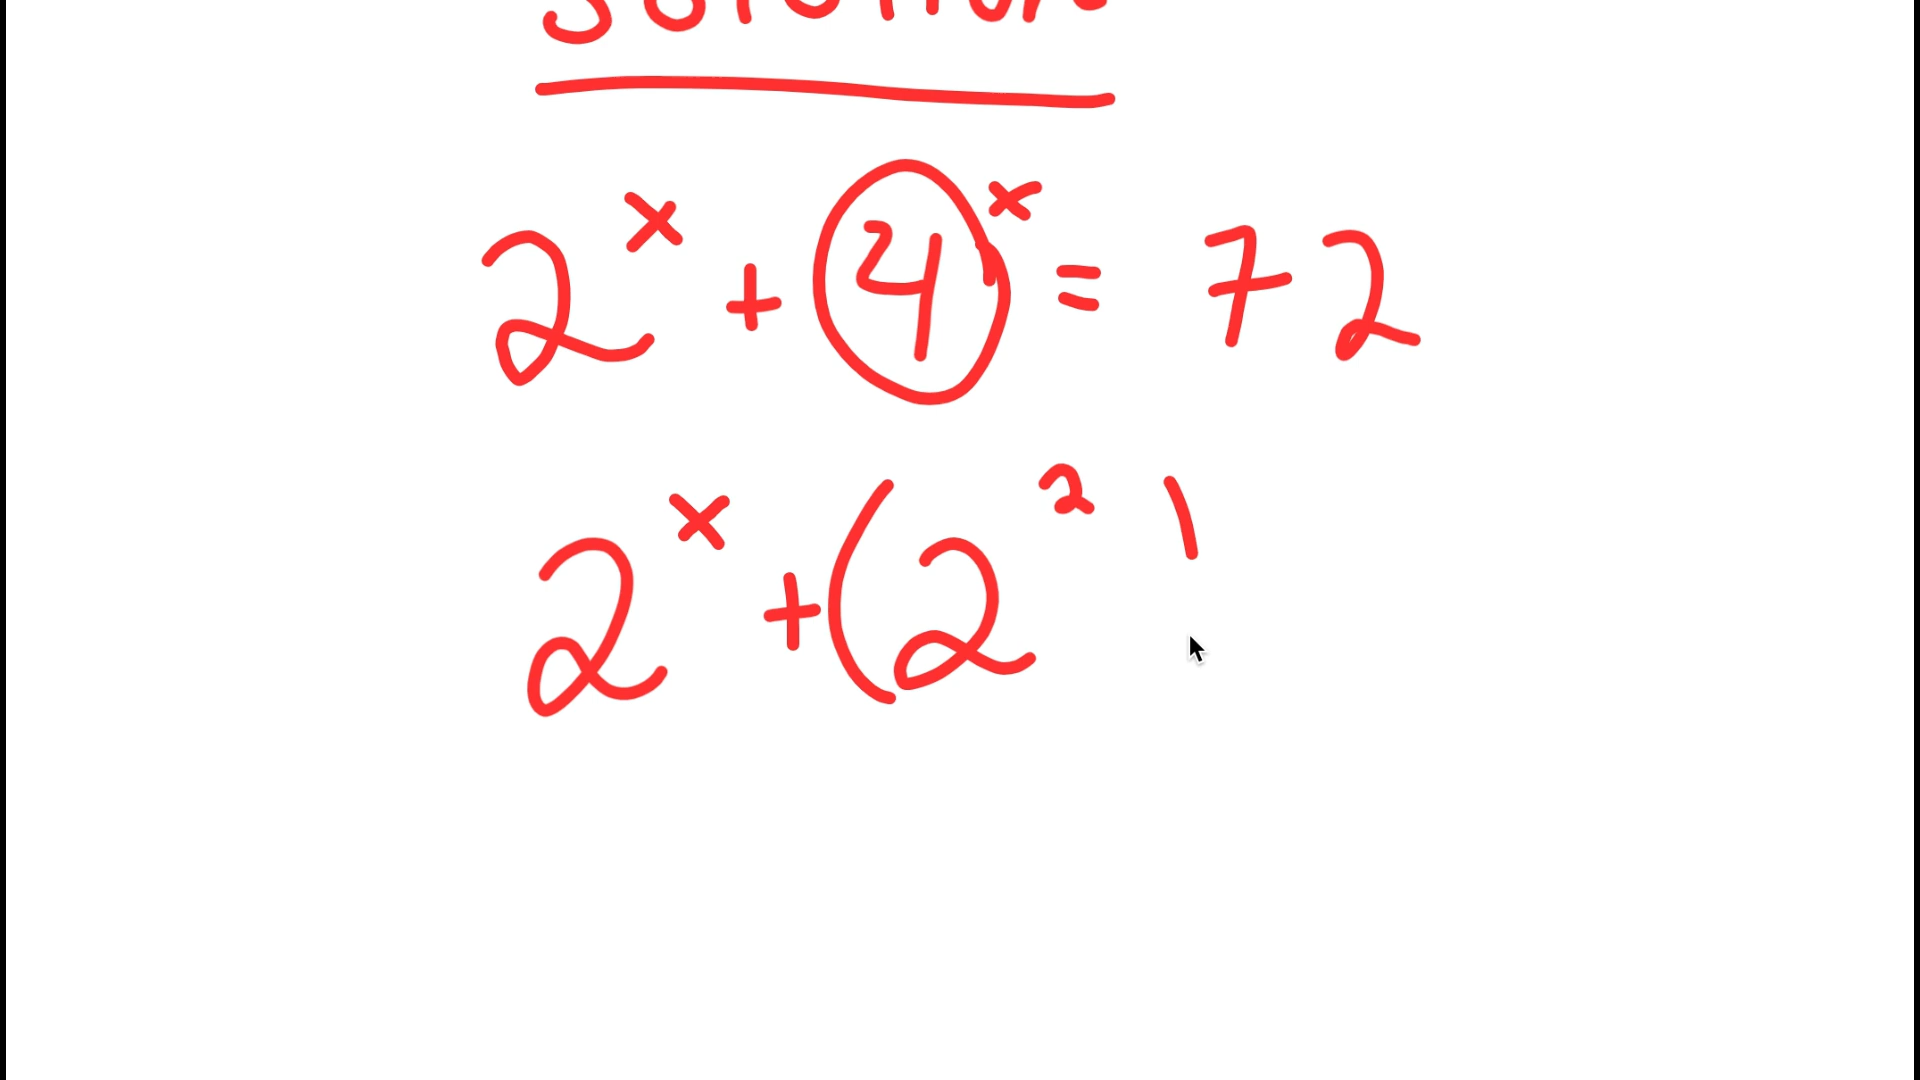 2^x + 4^x = 72
2^x + (2^2 )